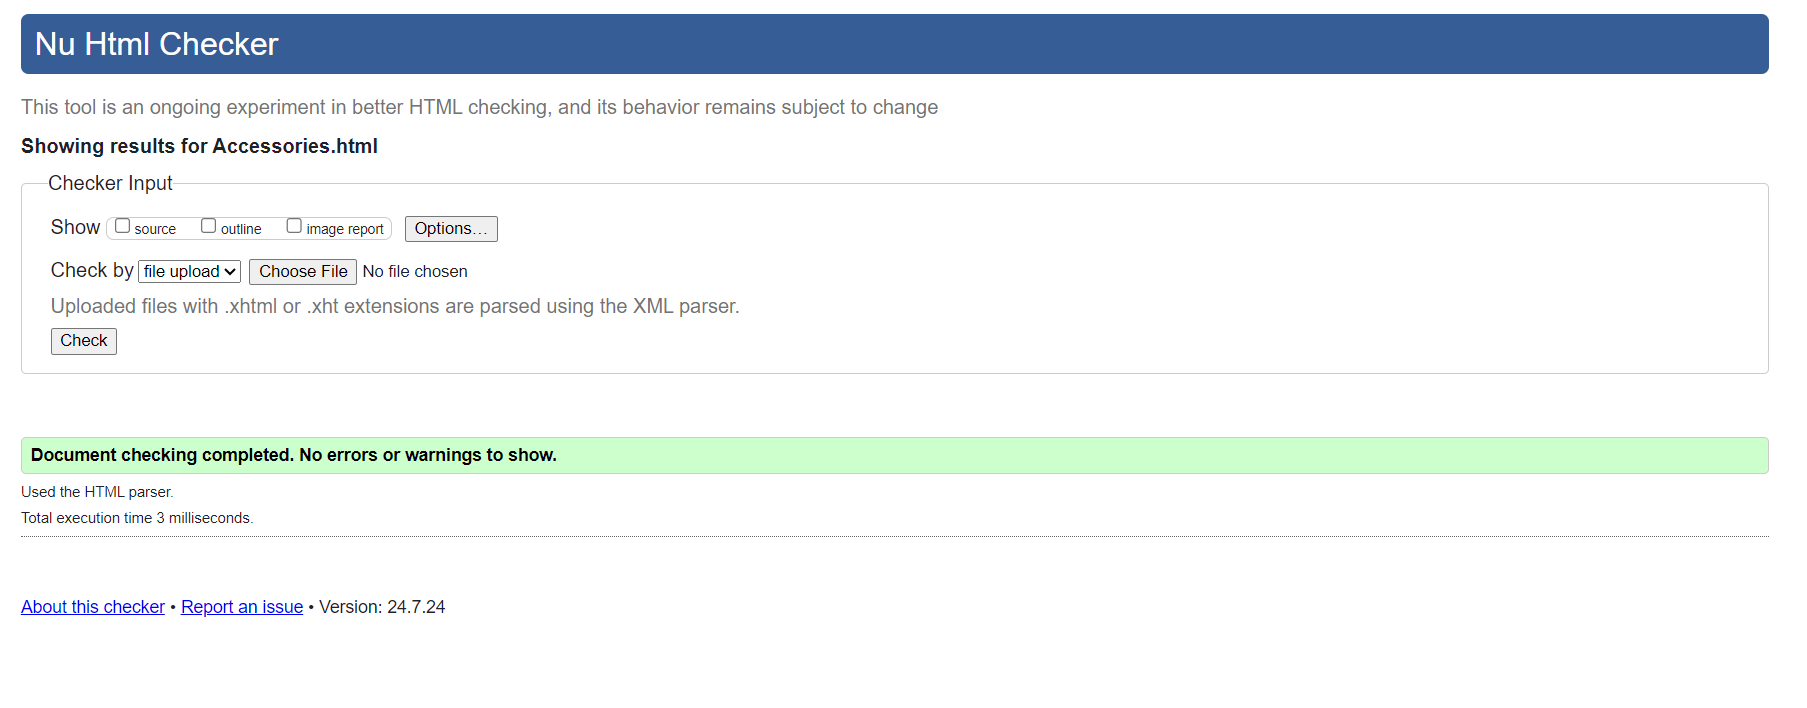 Nu Html Checker
This tool is an ongoing experiment in better HTML checking, and its behavior remains subject to change
Showing results for Accessories.html
Checker Input
Show source outline image report Options...
Check by file upload Choose File No file chosen
Uploaded files with .xhtml or .xht extensions are parsed using the XML parser.
Check
Document checking completed. No errors or warnings to show.
Used the HTML parser.
Total execution time 3 milliseconds.
About this checker • Report an issue • Version: 24.7.24